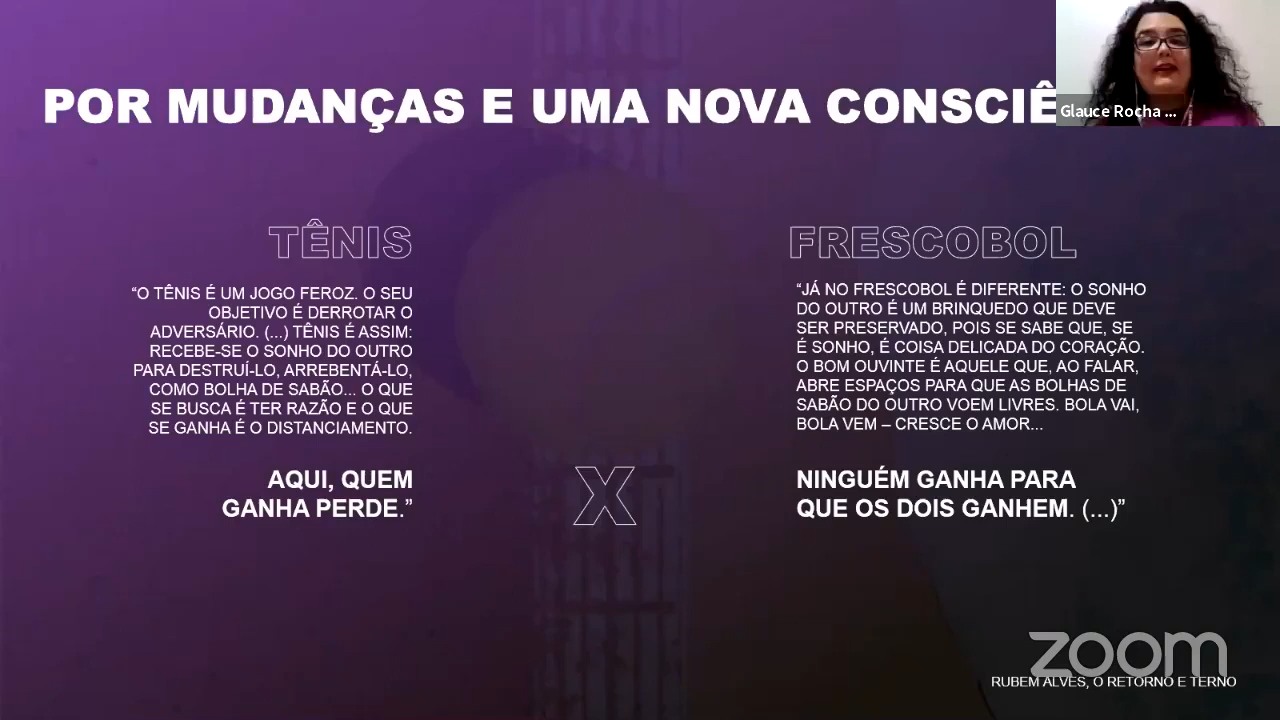 POR MUDANÇAS E UMA NOVA CONSCIÊ
Glauce Rocha ...
TÊNIS
“O TÊNIS É UM JOGO FEROZ. O SEU
OBJETIVO É DERROTAR O
ADVERSÁRIO. (...) TÊNIS É ASSIM:
RECEBE-SE O SONHO DO OUTRO
PARA DESTRUÍ-LO, ARREBENTÁ-LO,
COMO BOLHA DE SABÃO... O QUE
SE BUSCA É TER RAZÃO E O QUE
SE GANHA É O DISTANCIAMENTO.
AQUI, QUEM
GANHA PERDE.”
X
FRESCOBOL
“JÁ NO FRESCOBOL É DIFERENTE: O SONHO
DO OUTRO É UM BRINQUEDO QUE DEVE
SER PRESERVADO, POIS SE SABE QUE, SE
É SONHO, É COISA DELICADA DO CORAÇÃO.
O BOM OUVINTE É AQUELE QUE, AO FALAR,
ABRE ESPAÇOS PARA QUE AS BOLHAS DE
SABÃO DO OUTRO VOEM LIVRES. BOLA VAI,
BOLA VEM – CRESCE O AMOR...
NINGUÉM GANHA PARA
QUE OS DOIS GANHEM. (...)”
zoom
RUBEM ALVES, O RETORNO E TERNO